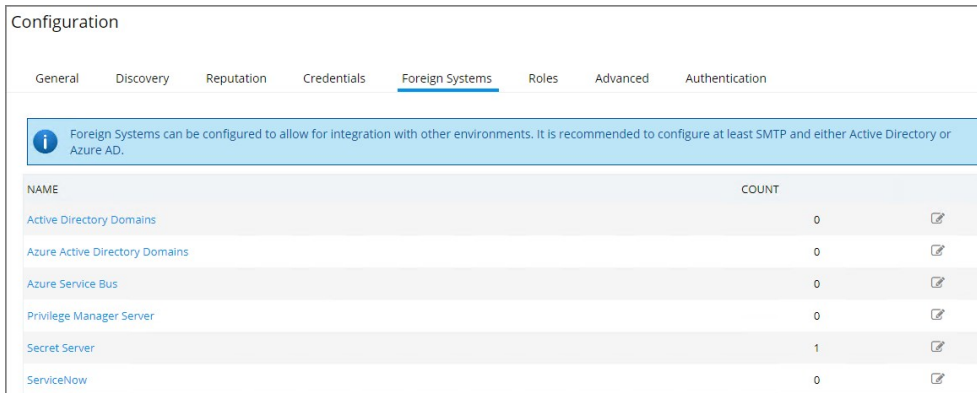 Configuration
General Discovery Reputation Credentials Foreign Systems Roles Advanced Authentication
Foreign Systems can be configured to allow for integration with other environments. It is recommended to configure at least SMTP and either Active Directory or
Azure AD.
NAME COUNT
Active Directory Domains 0
Azure Active Directory Domains 0
Azure Service Bus 0
Privilege Manager Server 0
Secret Server 1
ServiceNow 0